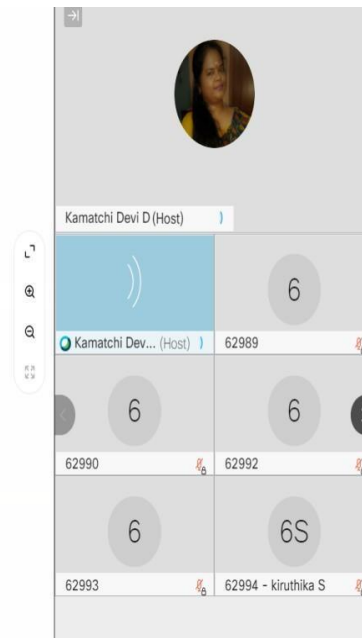 Kamatchi Devi D (Host)
6
Kamatchi Dev... (Host)
62989
6
6
62990
62992
6
6S
62993
62994 - kiruthika S